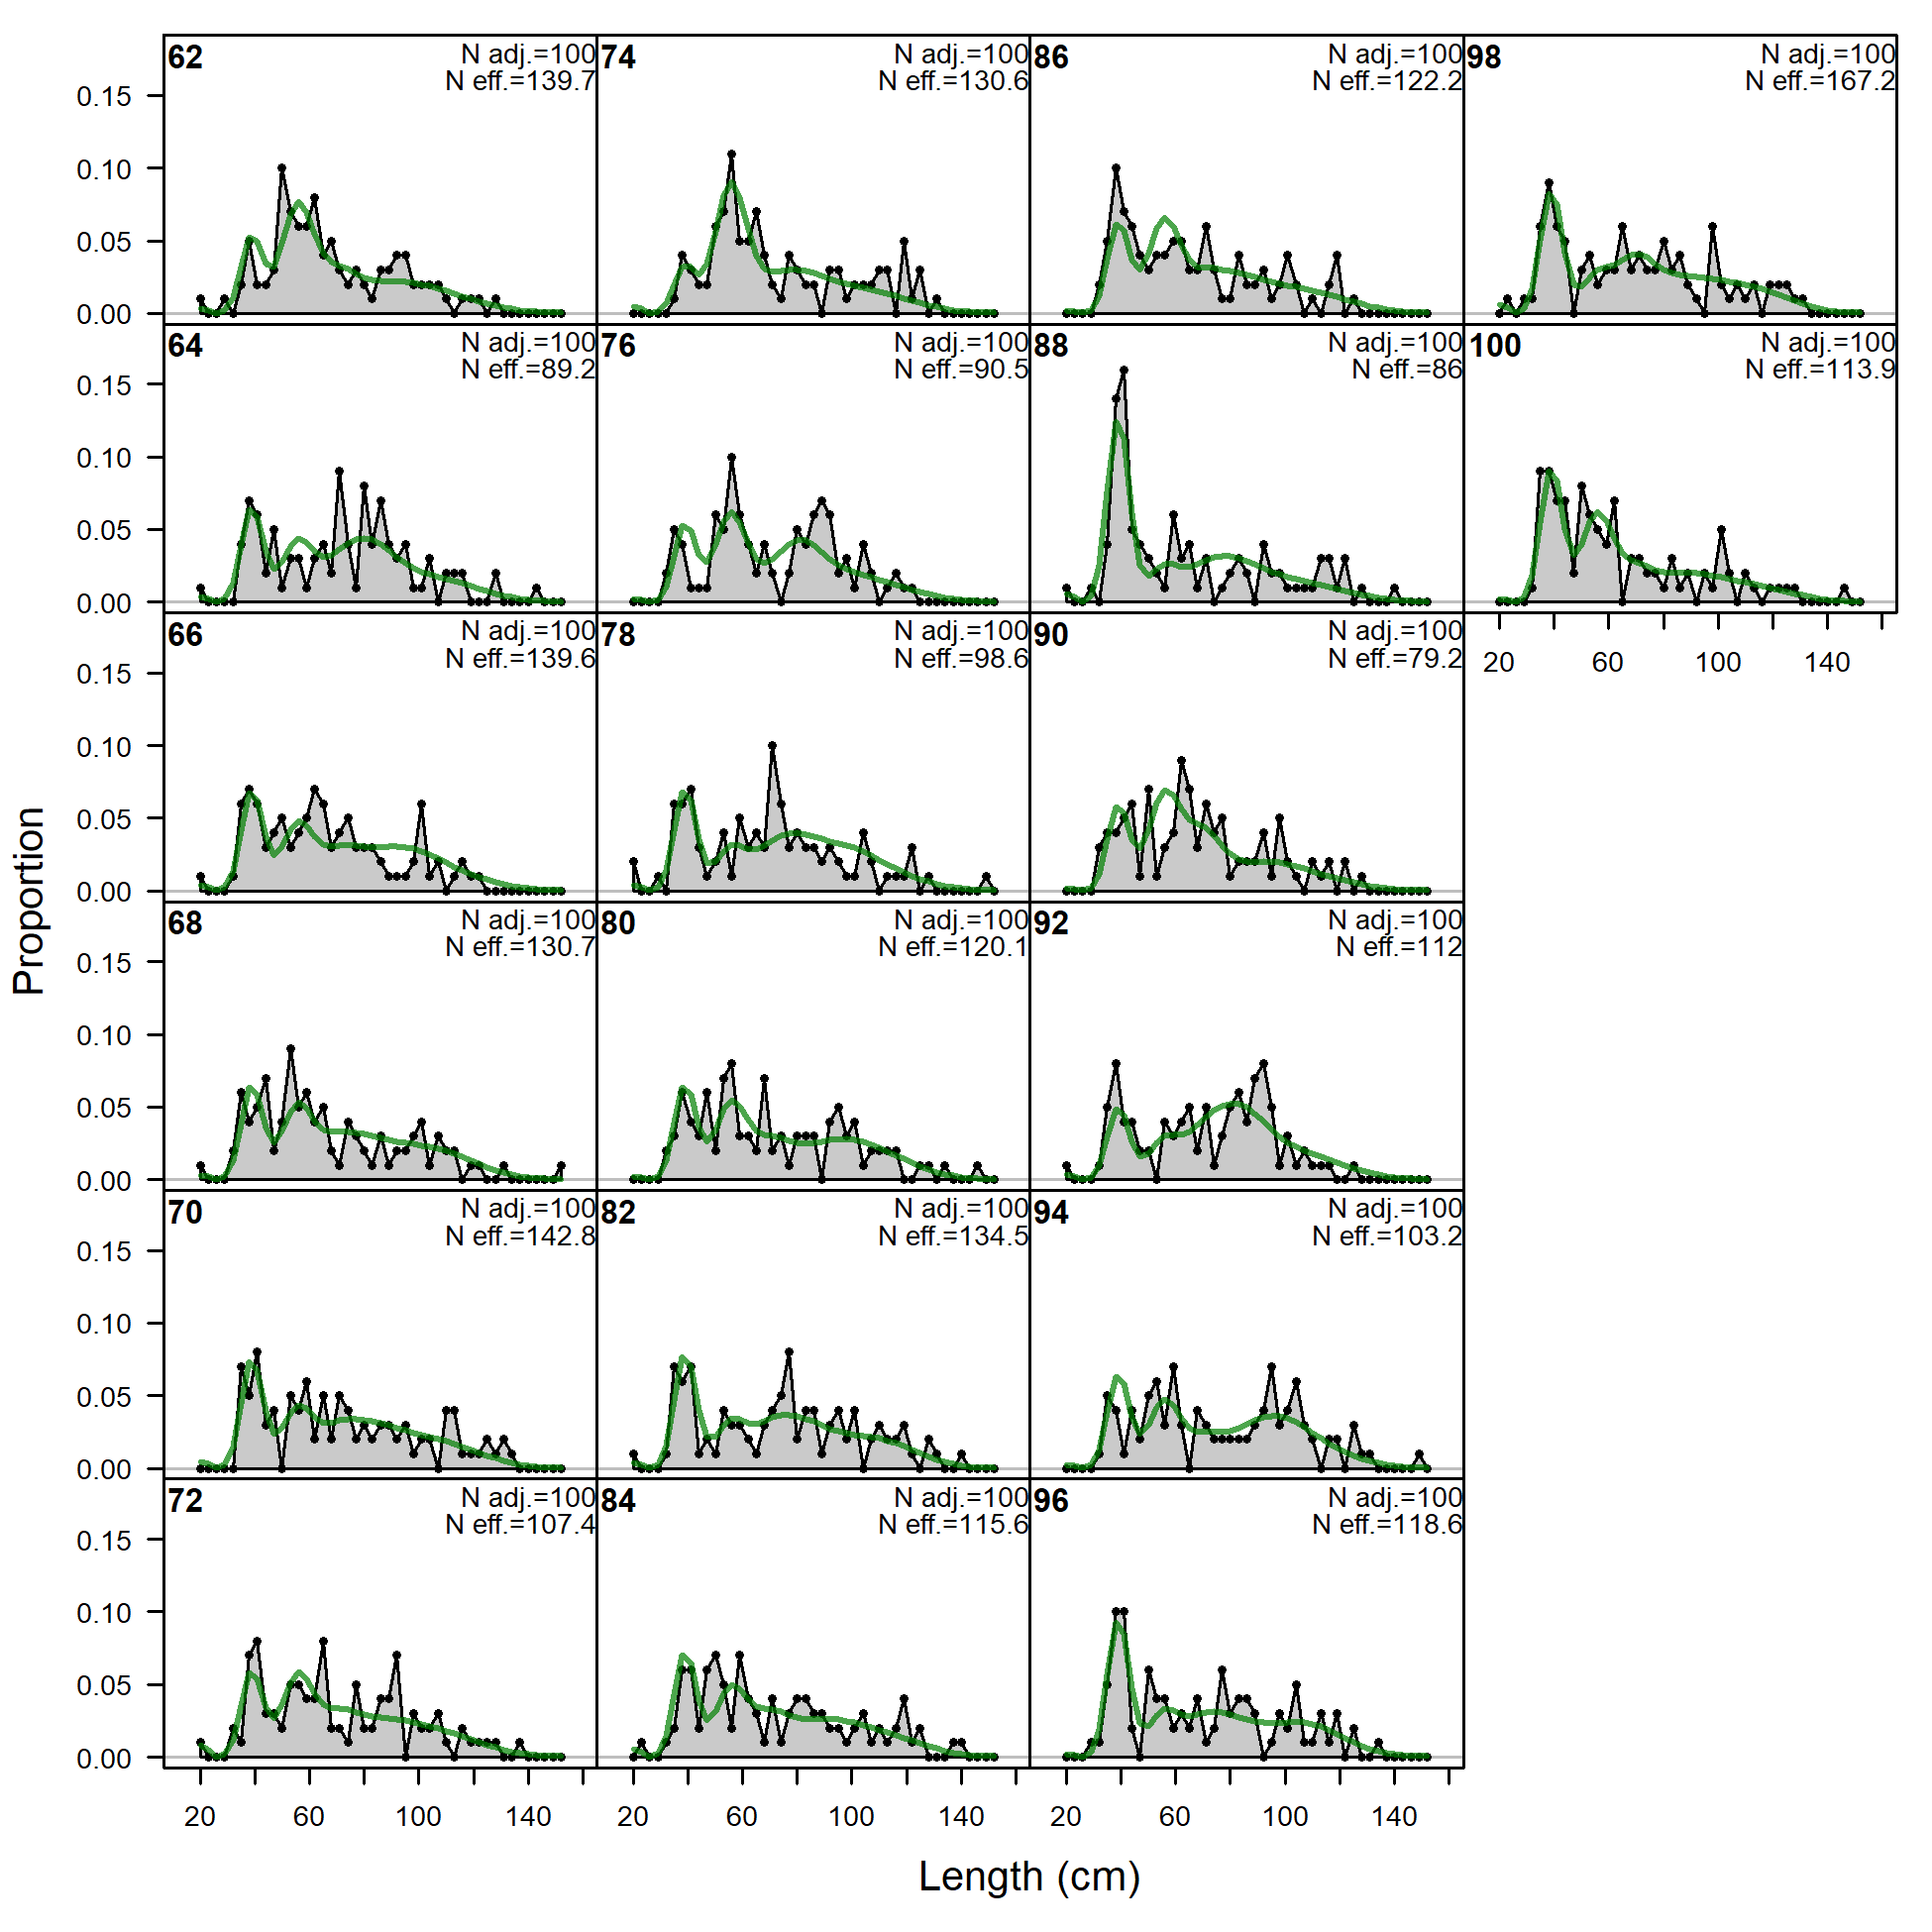 62
N adj.=100
N eff.=139.7
74
N adj.=100
N eff.=130.6
86
N adj.=100
N eff.=122.2
98
N adj.=100
N eff.=167.2
0.15
0.10
0.05
0.00
64
N adj.=100
N eff.=89.2
76
N adj.=100
N eff.=90.5
88
N adj.=100
N eff.=86
100
N adj.=100
N eff.=113.9
0.15
0.10
0.05
0.00
66
N adj.=100
N eff.=139.6
78
N adj.=100
N eff.=98.6
90
N adj.=100
N eff.=79.2
20 60 100 140
0.15
0.10
0.05
0.00
68
N adj.=100
N eff.=130.7
80
N adj.=100
N eff.=120.1
92
N adj.=100
N eff.=112
0.15
0.10
0.05
0.00
Proportion
70
N adj.=100
N eff.=142.8
82
N adj.=100
N eff.=134.5
94
N adj.=100
N eff.=103.2
0.15
0.10
0.05
0.00
72
N adj.=100
N eff.=107.4
84
N adj.=100
N eff.=115.6
96
N adj.=100
N eff.=118.6
0.15
0.10
0.05
0.00
20 60 100 140 20 60 100 140 20 60 100 140
Length (cm)